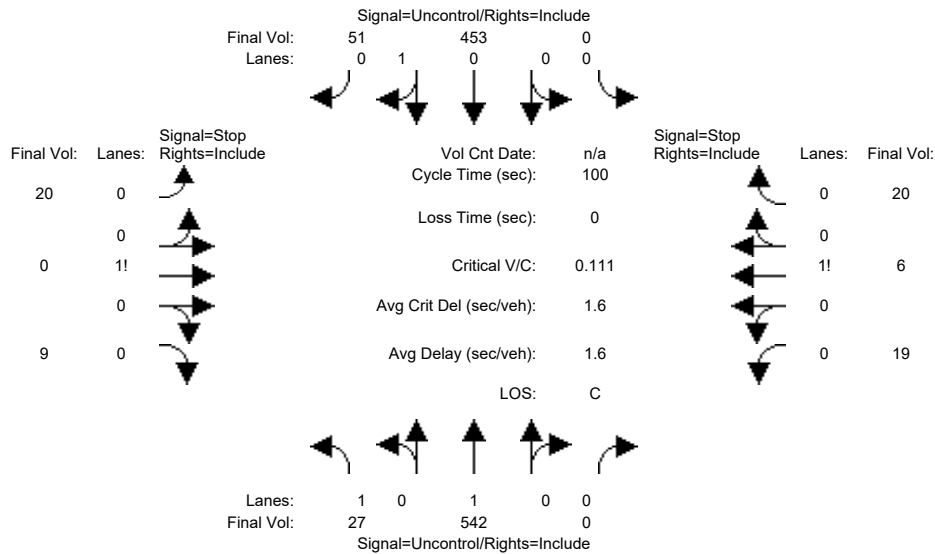 Signal=Uncontrol/Rights=Include
Final Vol: 51 453 0
Lanes: 0 1 0 0 0
Signal=Stop
Final Vol: Lanes: Rights=Include
Vol Cnt Date: n/a
Signal=Stop
Rights=Include Lanes: Final Vol:
Cycle Time (sec): 100
20 0
0 20
Loss Time (sec): 0
0
0
0 1!
Critical V/C: 0.111
1! 6
0
Avg Crit Del (sec/veh): 1.6
0
9 0
Avg Delay (sec/veh): 1.6
0 19
LOS: C
Lanes: 1 0 1 0 0
Final Vol: 27 542 0
Signal=Uncontrol/Rights=Include